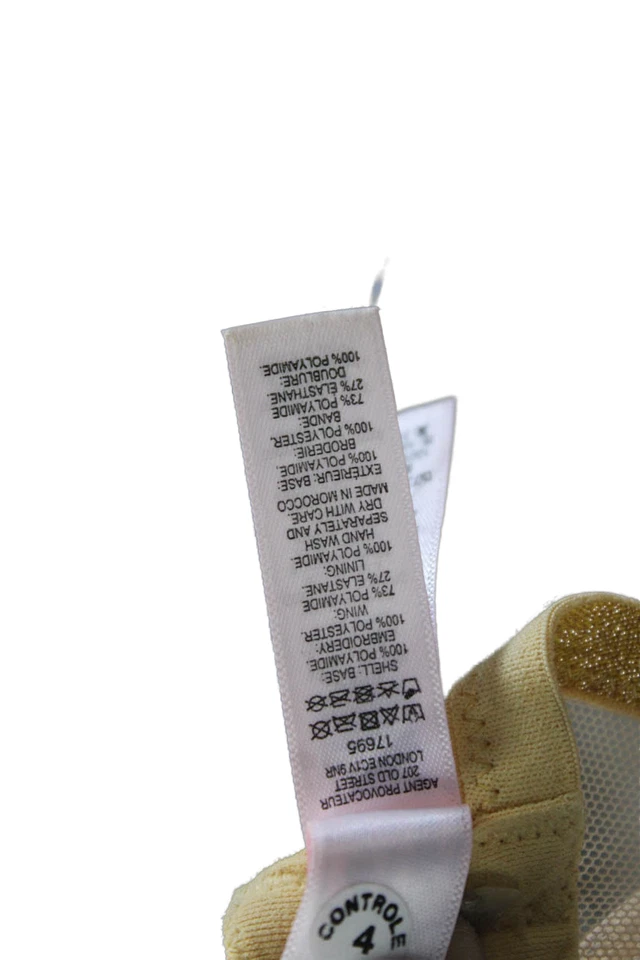 AGENT PROVOCATEUR
207 OLD STREET
LONDON EC1V 9NR
17695
SHELL: BASE:
100% POLYAMIDE.
EMBROIDERY:
100% POLYESTER.
WING:
73% POLYAMIDE
27% ELASTANE.
LINING:
100% POLYAMIDE.
HAND WASH
SEPARATELY AND
DRY WITH CARE.
MADE IN MOROCCO
EXTÉRIEUR: BASE:
100% POLYAMIDE.
BRODERIE:
100% POLYESTER.
BANDE:
73% POLYAMIDE
27% ELASTHANE.
DOUBLURE:
100% POLYAMIDE.
CONTROLE
4